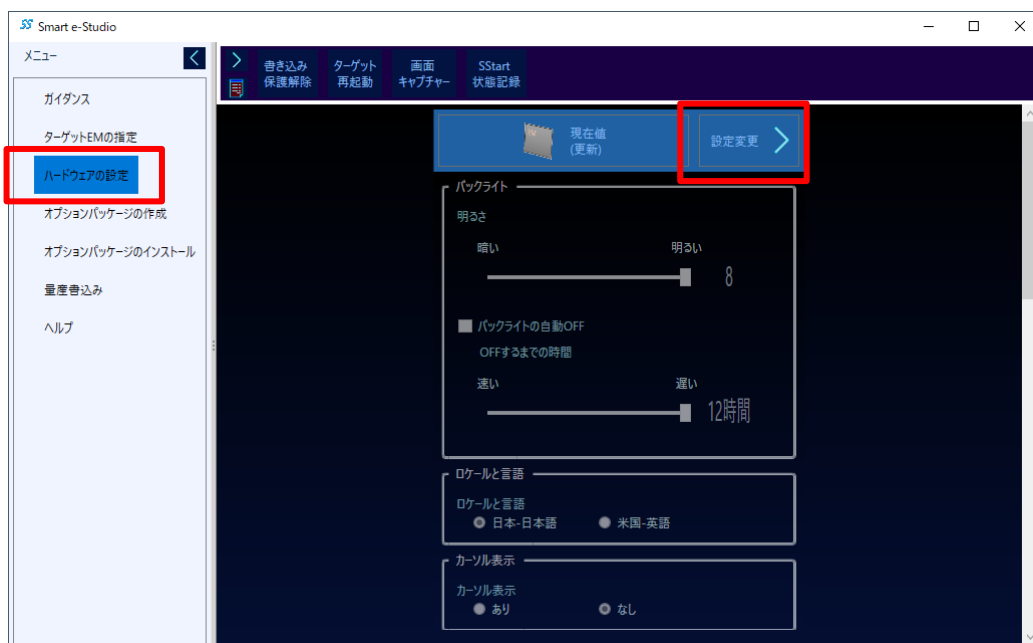 SS Smart e-Studio
メニュー
ガイダンス
ターゲットEMの指定
ハードウェアの設定
オプションパッケージの作成
オプションパッケージのインストール
量産書込み
ヘルプ
書き込み
保護解除
ターゲット
再起動
画面
キャプチャー
SStart
状態記録
現在値
(更新)
設定変更
バックライト
明るさ
暗い 明るい
8
バックライトの自動OFF
OFFするまでの時間
速い 遅い
12時間
ロケールと言語
ロケールと言語
日本-日本語 米国-英語
カーソル表示
カーソル表示
あり なし